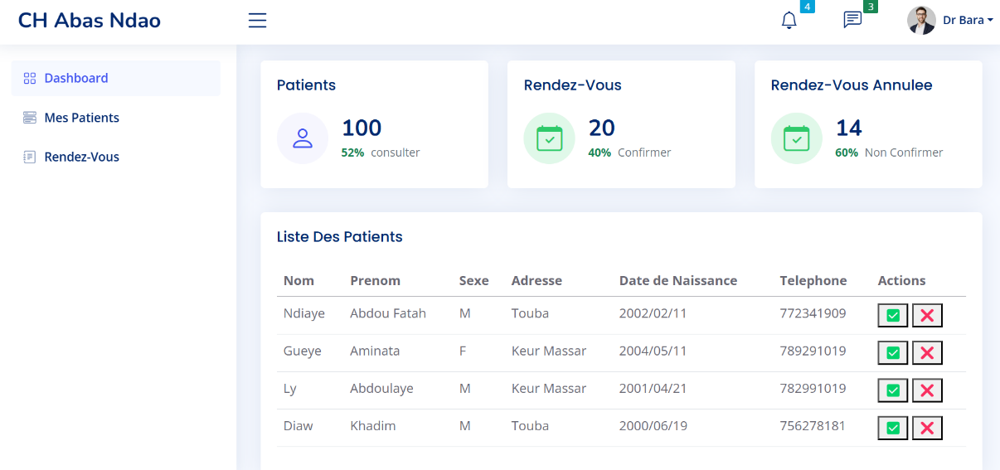 CH Abas Ndao
4
3
Dr Bara
Dashboard
Mes Patients
Rendez-Vous
Patients
100
52% consulter
Rendez-Vous
20
40% Confirmer
Rendez-Vous Annulee
14
60% Non Confirmer
Liste Des Patients
Nom Prenom Sexe Adresse Date de Naissance Telephone Actions
Ndiaye Abdou Fatah M Touba 2002/02/11 772341909
Gueye Aminata F Keur Massar 2004/05/11 789291019
Ly Abdoulaye M Keur Massar 2001/04/21 782991019
Diaw Khadim M Touba 2000/06/19 756278181